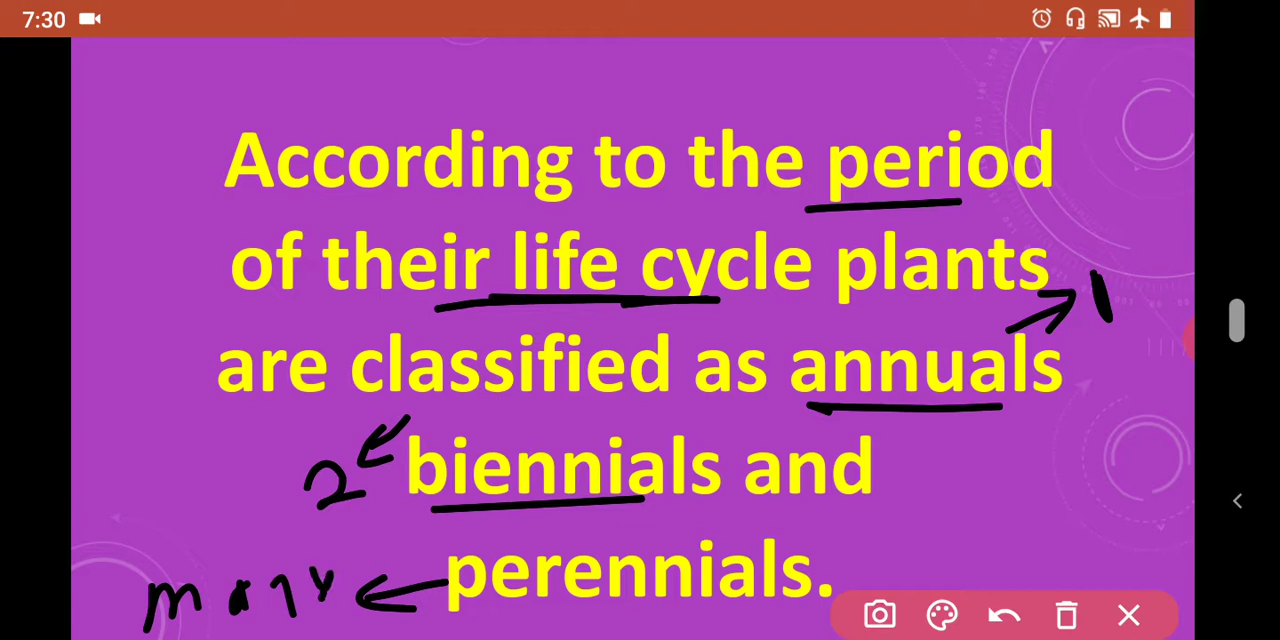 7:30
According to the period
of their life cycle plants
1
are classified as annuals
2 biennials and
many perennials.